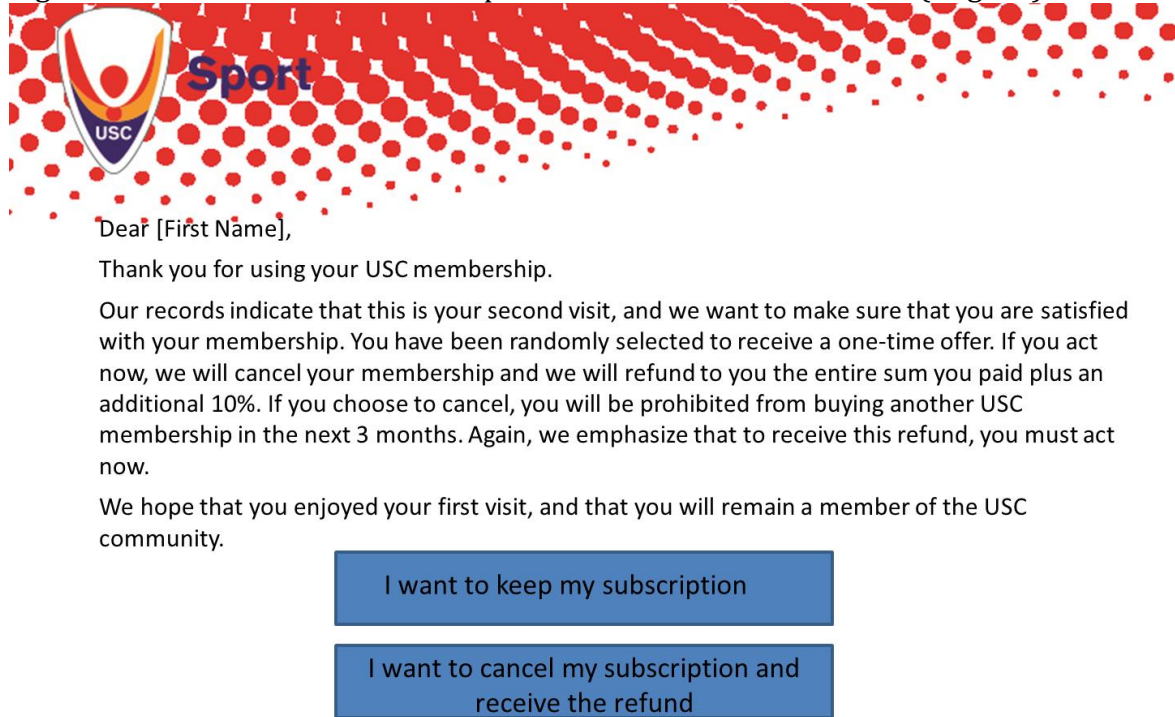 Sport
USC
Dear [First Name],
Thank you for using your USC membership.
Our records indicate that this is your second visit, and we want to make sure that you are satisfied
with your membership. You have been randomly selected to receive a one-time offer. If you act
now, we will cancel your membership and we will refund to you the entire sum you paid plus an
additional 10%. If you choose to cancel, you will be prohibited from buying another USC
membership in the next 3 months. Again, we emphasize that to receive this refund, you must act
now.
We hope that you enjoyed your first visit, and that you will remain a member of the USC
community.
I want to keep my subscription
I want to cancel my subscription and
receive the refund